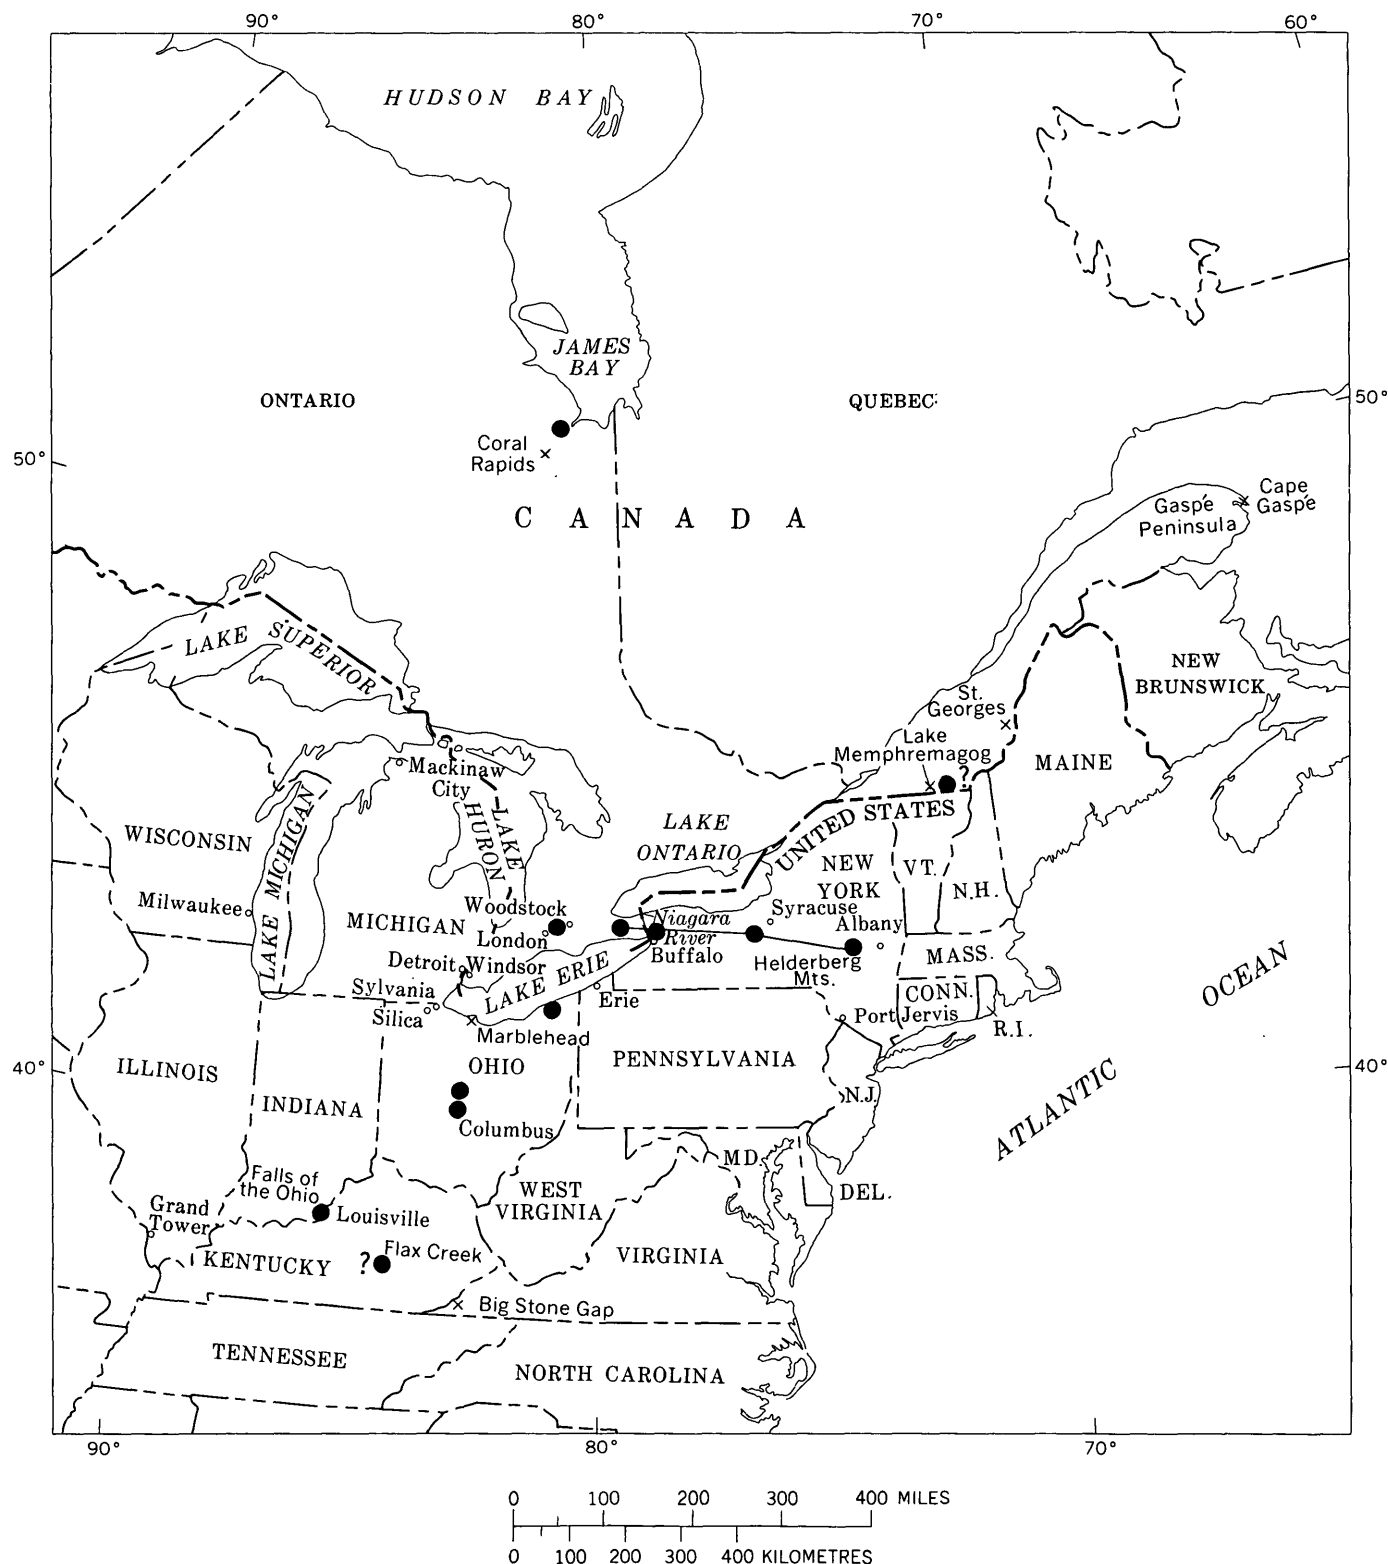 90° 80° 70° 60°
HUDSON BAY
JAMES
BAY
ONTARIO
QUEBEC
50°
Coral
Rapids
50°
Cape
Gaspé
Gaspé
Peninsula
CANADA
LAKE SUPERIOR
NEW
BRUNSWICK
St.
Georges
Lake
Memphremagog
?
MAINE
Mackinaw
City
LAKE
HURON
LAKE MICHIGAN
WISCONSIN
LAKE
ONTARIO
UNITED STATES
NEW
YORK
VT.
N.H.
Milwaukee
MICHIGAN
Woodstock
London
Niagara
River
Buffalo
Syracuse
Albany
Helderberg
Mts.
MASS.
Detroit
Windsor
LAKE ERIE
Erie
CONN.
R.I.
Sylvania
Silica
Marblehead
Port Jervis
ATLANTIC OCEAN
40°
ILLINOIS
INDIANA
OHIO
PENNSYLVANIA
N.J.
40°
Columbus
MD.
DEL.
Falls of
the Ohio
Louisville
WEST
VIRGINIA
Grand
Tower
KENTUCKY
? Flax Creek
VIRGINIA
Big Stone Gap
TENNESSEE
NORTH CAROLINA
90° 80° 70°
0 100 200 300 400 MILES
0 100 200 300 400 KILOMETRES